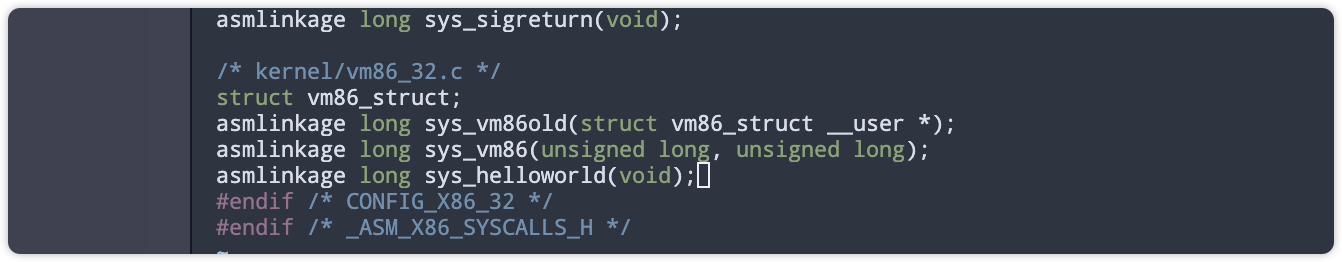 asmlinkage long sys_sigreturn(void);
/* kernel/vm86_32.c */
struct vm86_struct;
asmlinkage long sys_vm86old(struct vm86_struct __user *);
asmlinkage long sys_vm86(unsigned long, unsigned long);
asmlinkage long sys_helloworld(void);
#endif /* CONFIG_X86_32 */
#endif /* _ASM_X86_SYSCALLS_H */
~